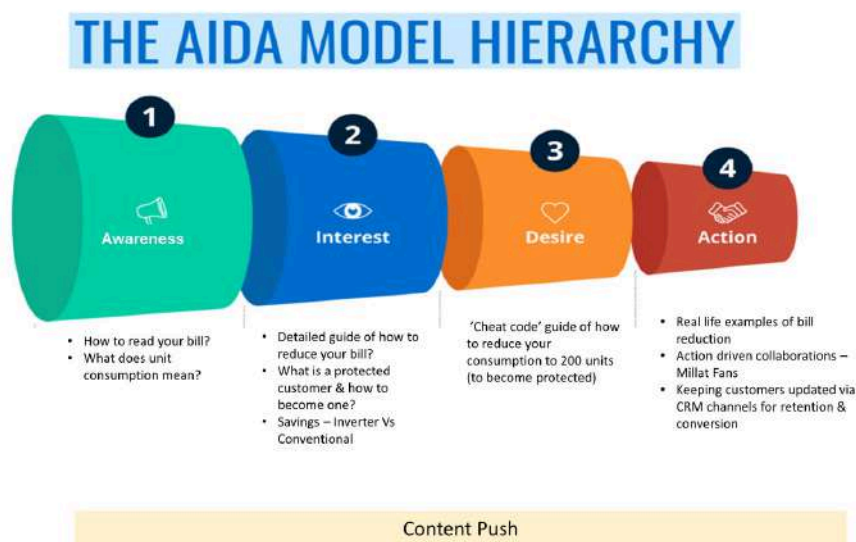 THE AIDA MODEL HIERARCHY
1
Awareness
2
Interest
3
Desire
4
Action
• How to read your bill?
• What does unit
consumption mean?
• Detailed guide of how to
reduce your bill?
• What is a protected
customer & how to
become one?
• Savings – Inverter Vs
Conventional
'Cheat code' guide of how
to reduce your
consumption to 200 units
(to become protected)
• Real life examples of bill
reduction
• Action driven collaborations –
Millat Fans
• Keeping customers updated via
CRM channels for retention &
conversion
Content Push